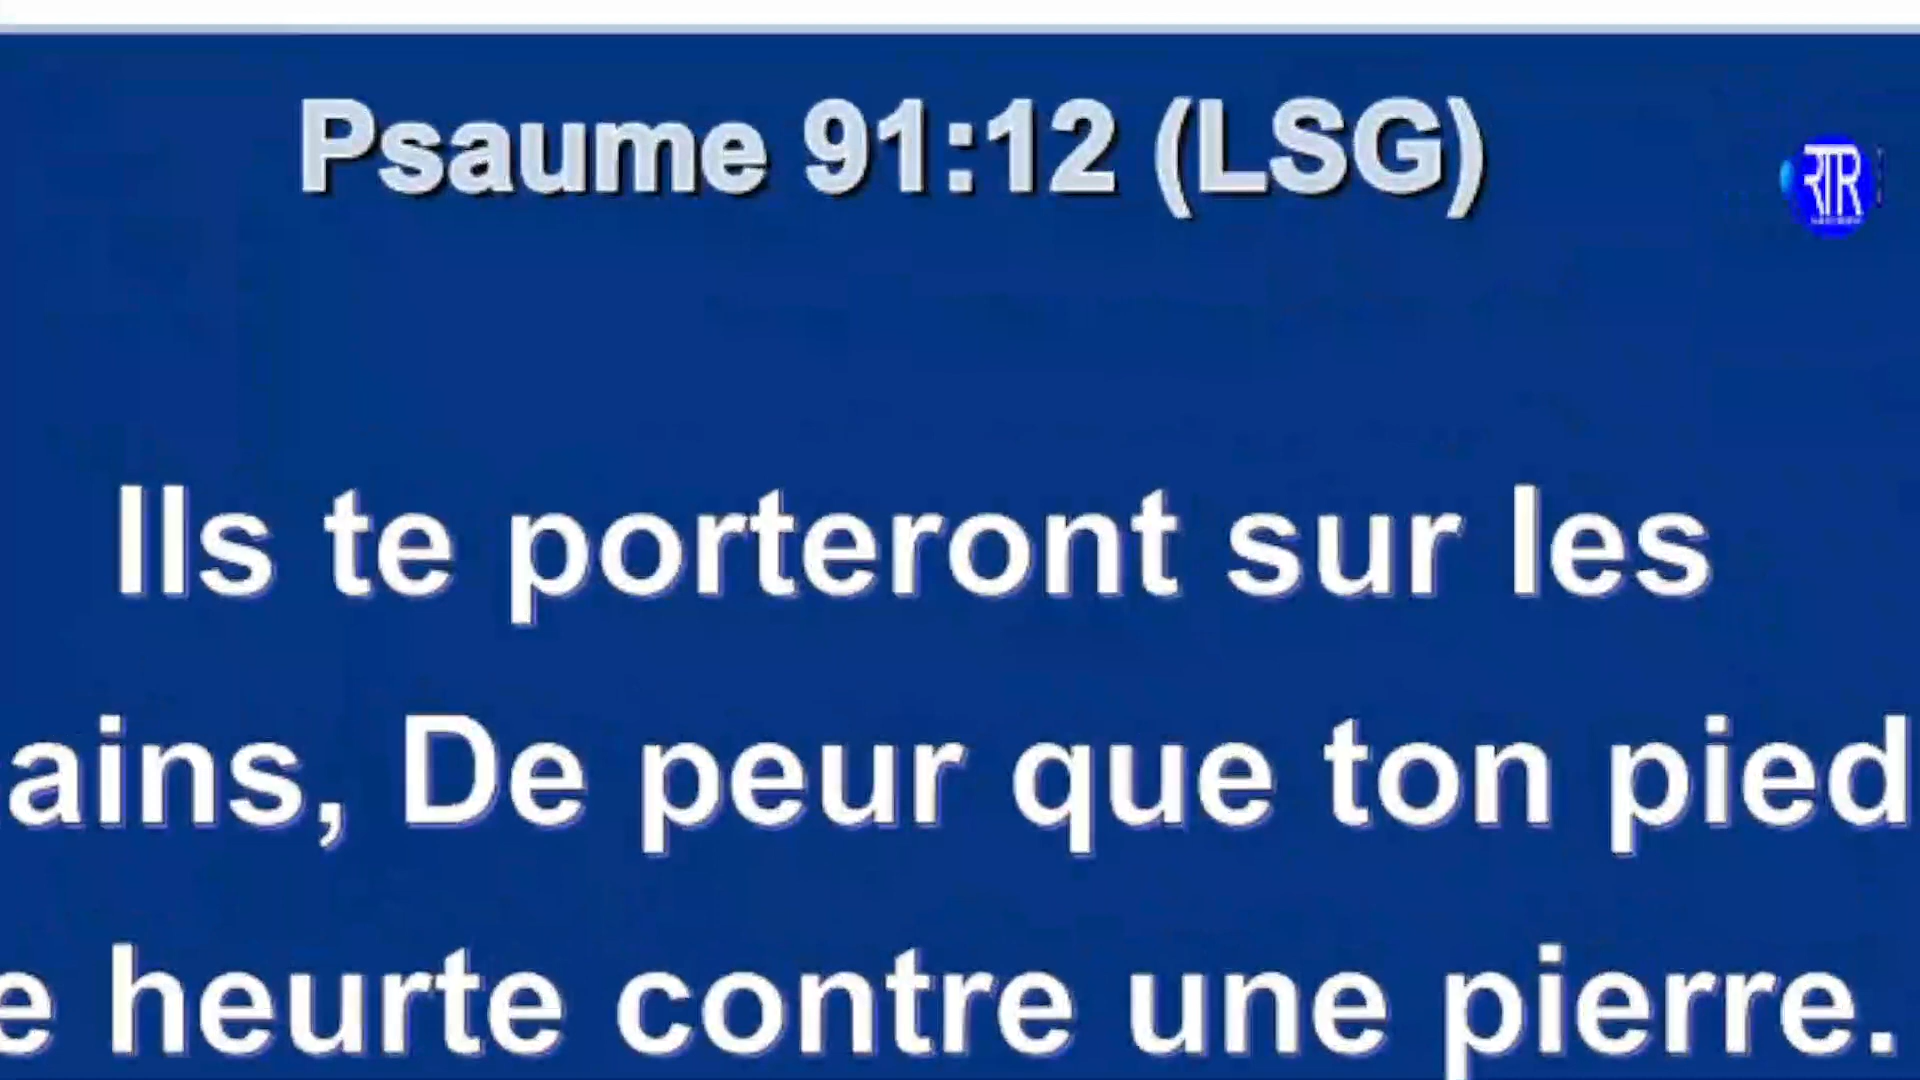 Psaume 91:12 (LSG)
RTR
Ils te porteront sur les
ains, De peur que ton pied
e heurte contre une pierre.